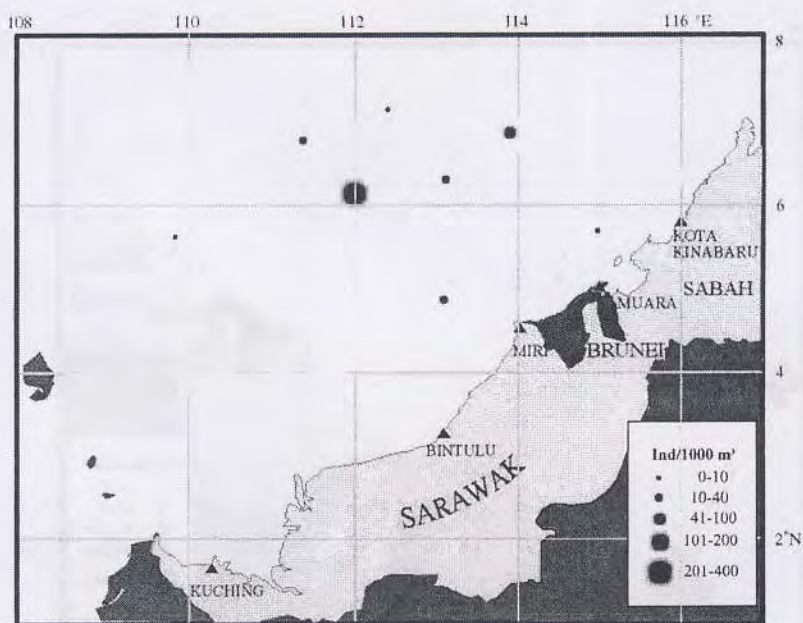 108 110 112 114 116 °E
8
6
KOTA
KINABARU
SABAH
MUARA
MIRI
BRUNEI
4
BINTULU
SARAWAK
Ind/1000 m³
0-10
10-40
41-100
101-200
201-400
2°N
KUCHING